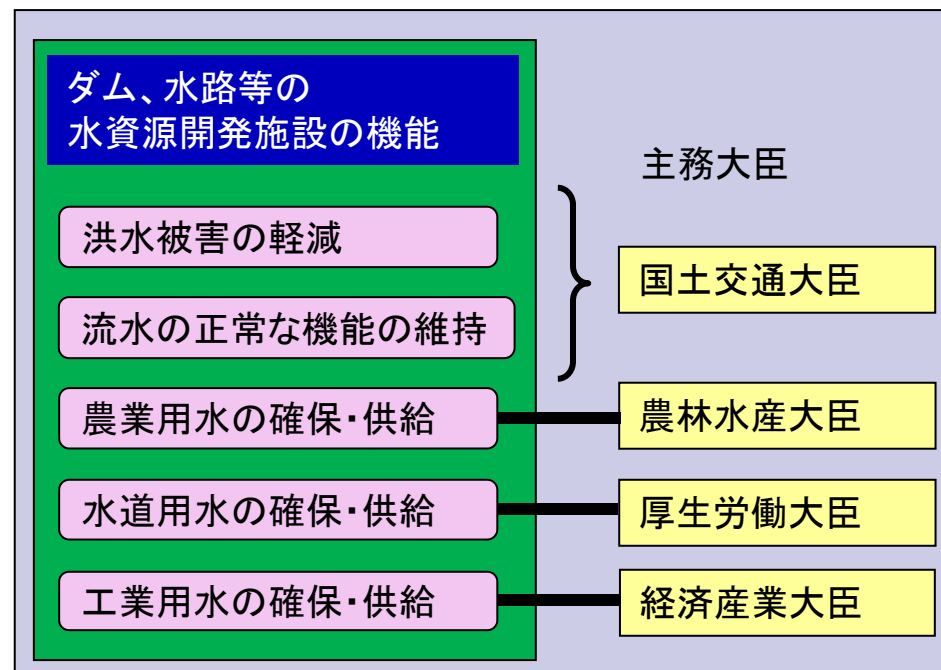 ダム、水路等の
水資源開発施設の機能
主務大臣
洪水被害の軽減
国土交通大臣
流水の正常な機能の維持
農業用水の確保・供給
農林水産大臣
水道用水の確保・供給
厚生労働大臣
工業用水の確保・供給
経済産業大臣